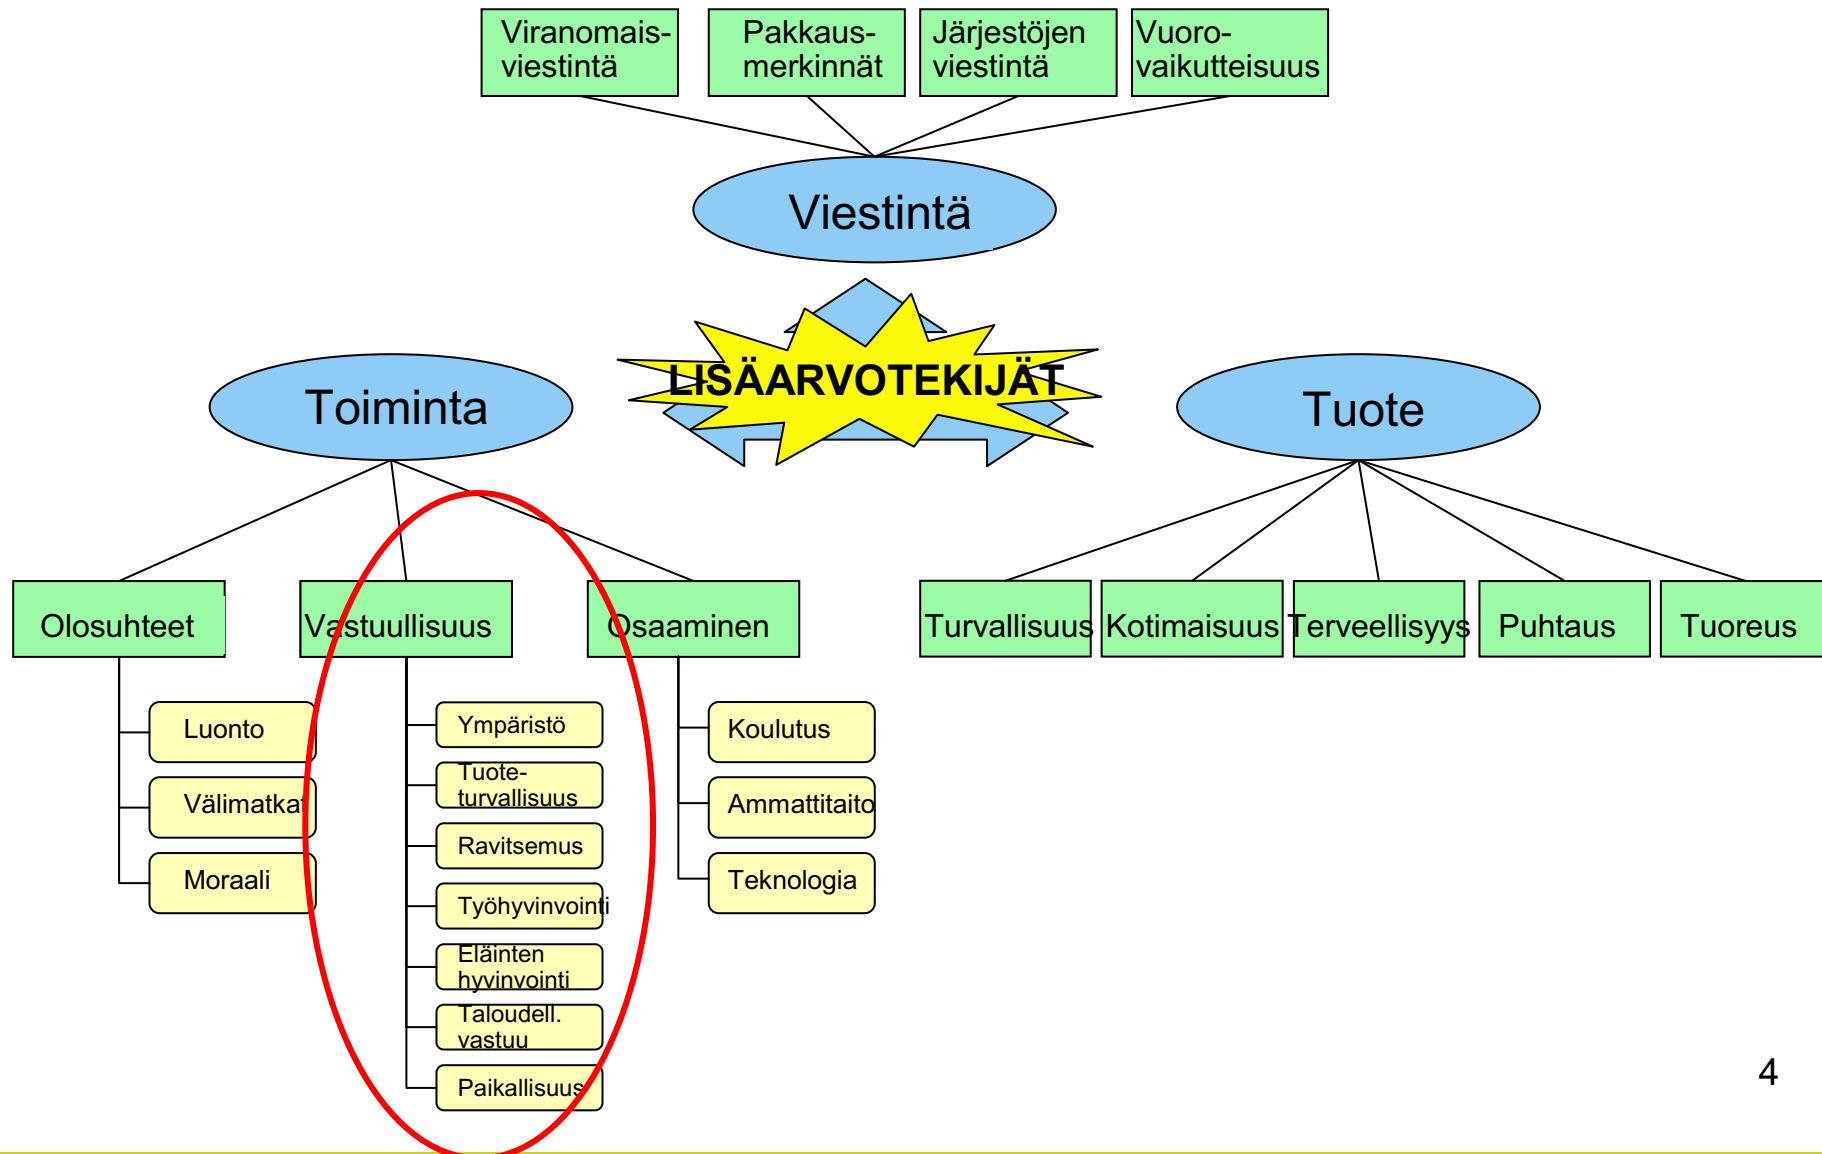 Viranomais-
viestintä
Pakkaus-
merkinnät
Järjestöjen
viestintä
Vuoro-
vaikutteisuus
Viestintä
LISÄARVOTEKIJÄT
Toiminta
Tuote
Olosuhteet
Vastuullisuus
Osaaminen
Turvallisuus
Kotimaisuus
Terveellisyys
Puhtaus
Tuoreus
Luonto
Välimatkat
Moraali
Ympäristö
Tuote-
turvallisuus
Ravitsemus
Työhyvinvointi
Eläinten
hyvinvointi
Taloudell.
vastuu
Paikallisuus
Koulutus
Ammattitaito
Teknologia
4